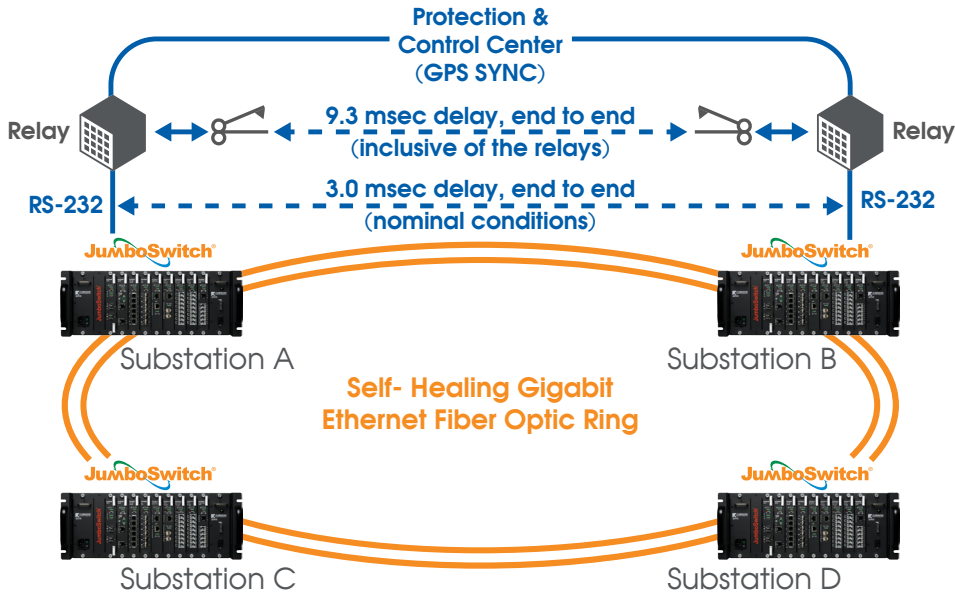 Protection &
Control Center
(GPS SYNC)
Relay
9.3 msec delay, end to end
(inclusive of the relays)
Relay
RS-232
3.0 msec delay, end to end
(nominal conditions)
RS-232
JumboSwitch®
JumboSwitch®
Substation A
Substation B
Self- Healing Gigabit
Ethernet Fiber Optic Ring
JumboSwitch®
JumboSwitch®
Substation C
Substation D